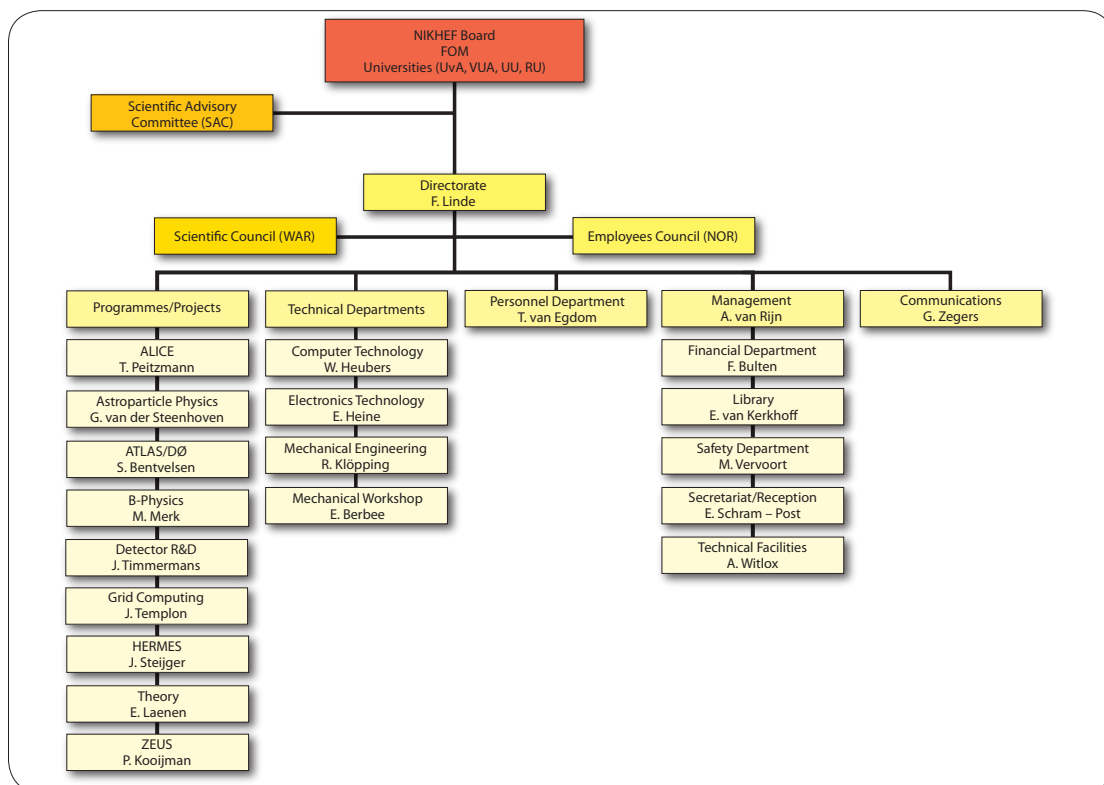 NIKHEF Board
FOM
Universities (UvA, VUA, UU, RU)
Scientific Advisory
Committee (SAC)
Directorate
F. Linde
Scientific Council (WAR)
Employees Council (NOR)
Programmes/Projects
ALICE
T. Peitzmann
Astroparticle Physics
G. van der Steenhoven
ATLAS/DØ
S. Bentvelsen
B-Physics
M. Merk
Detector R&D
J. Timmermans
Grid Computing
J. Templon
HERMES
J. Steijger
Theory
E. Laenen
ZEUS
P. Kooijman
Technical Departments
Computer Technology
W. Heubers
Electronics Technology
E. Heine
Mechanical Engineering
R. Klöpping
Mechanical Workshop
E. Berbee
Personnel Department
T. van Egdom
Management
A. van Rijn
Financial Department
F. Bulten
Library
E. van Kerkhoff
Safety Department
M. Vervoort
Secretariat/Reception
E. Schram – Post
Technical Facilities
A. Witlox
Communications
G. Zegers